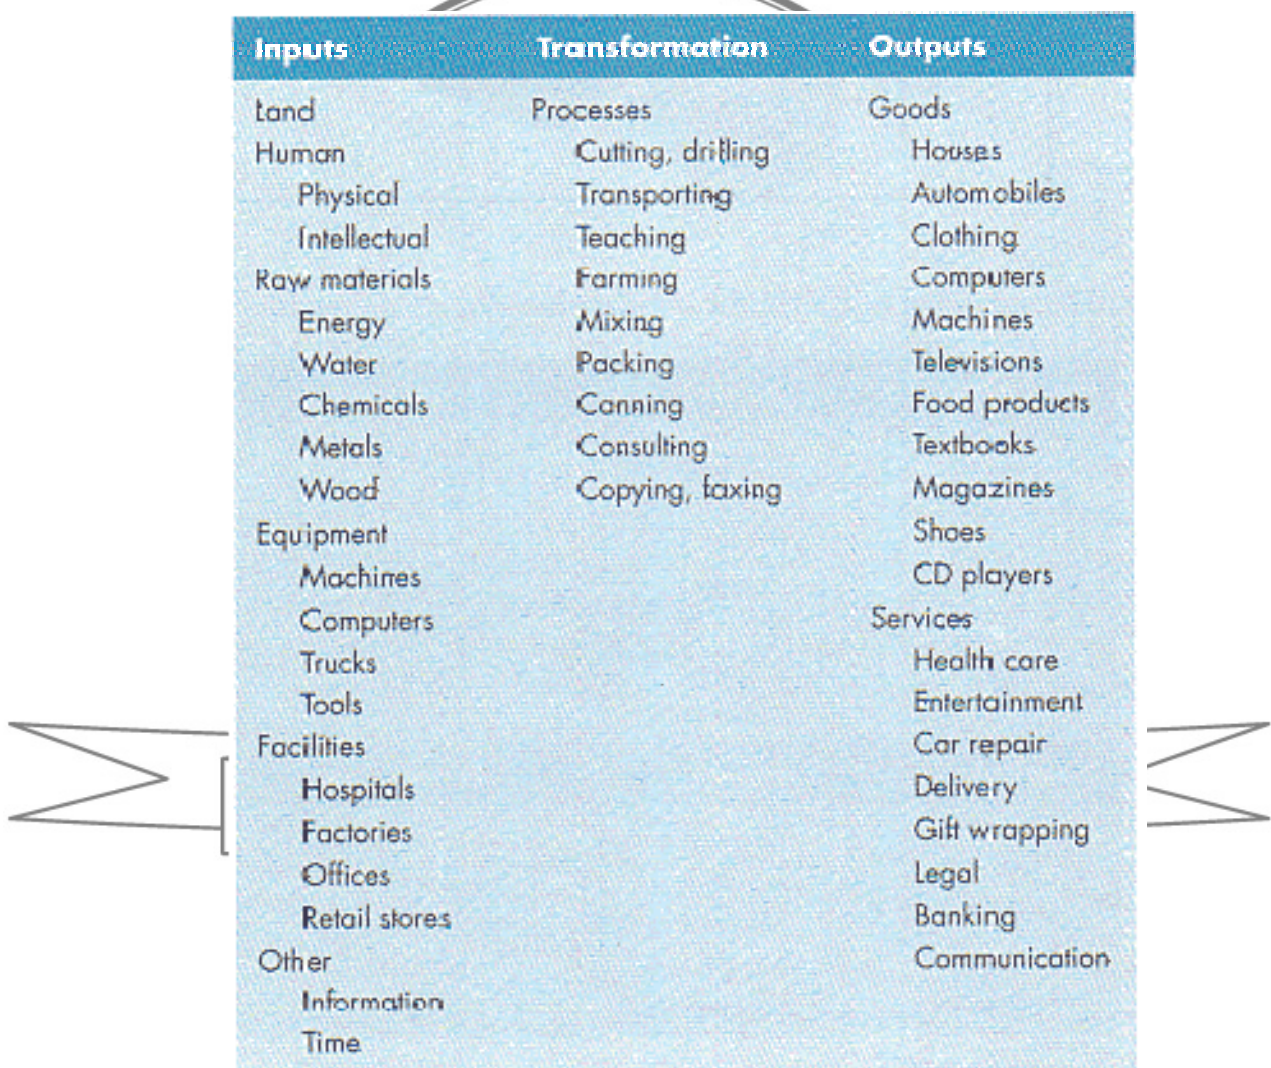 Inputs Transformation Outputs
Land Processes Goods
Human Cutting, drilling Houses
Physical Transporting Automobiles
Intellectual Teaching Clothing
Raw materials Farming Computers
Energy Mixing Machines
Water Packing Televisions
Chemicals Canning Food products
Metals Consulting Textbooks
Wood Copying, faxing Magazines
Equipment Shoes
Machines CD players
Computers Services
Trucks Health care
Tools Entertainment
Facilities Car repair
Hospitals Delivery
Factories Gift wrapping
Offices Legal
Retail stores Banking
Other Communication
Information
Time